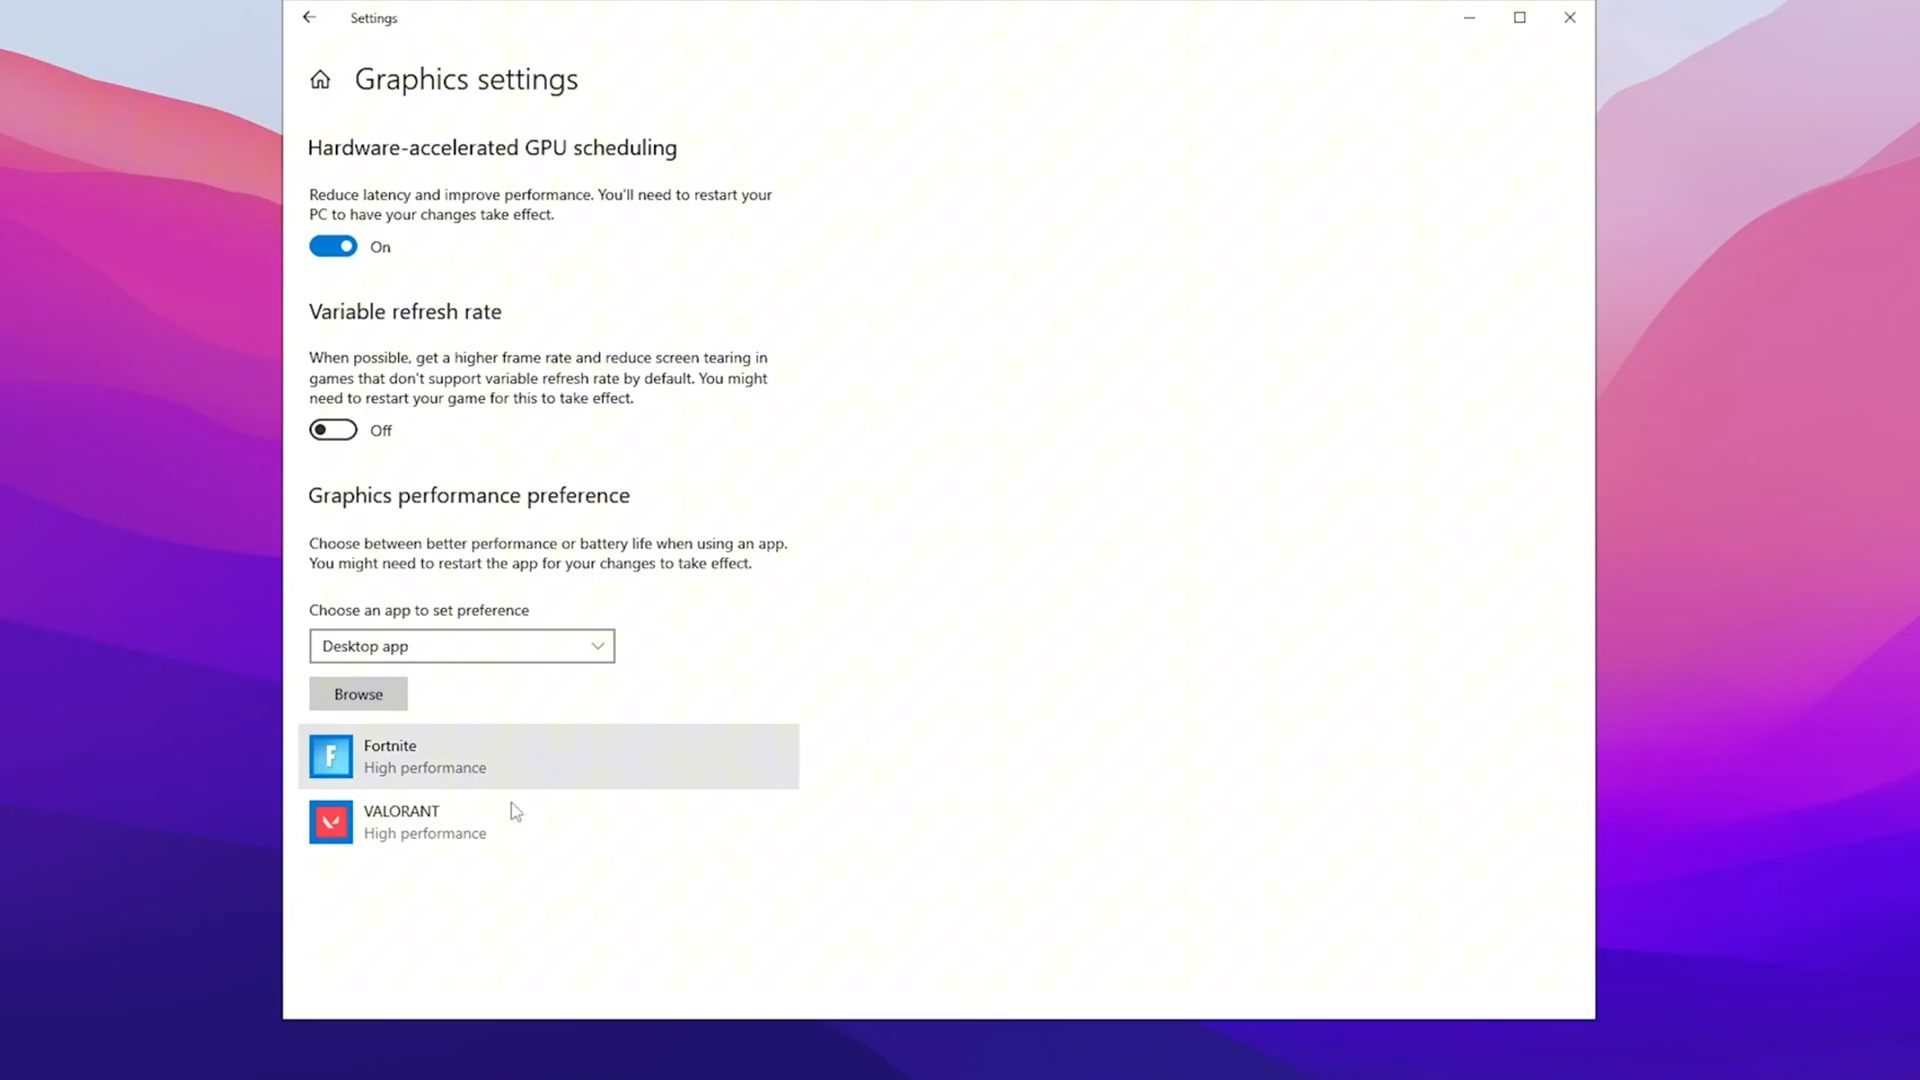 Settings
Graphics settings
Hardware-accelerated GPU scheduling
Reduce latency and improve performance. You'll need to restart your
PC to have your changes take effect.
On
Variable refresh rate
When possible, get a higher frame rate and reduce screen tearing in
games that don't support variable refresh rate by default. You might
need to restart your game for this to take effect.
Off
Graphics performance preference
Choose between better performance or battery life when using an app.
You might need to restart the app for your changes to take effect.
Choose an app to set preference
Desktop app
Browse
F
Fortnite
High performance
VALORANT
High performance